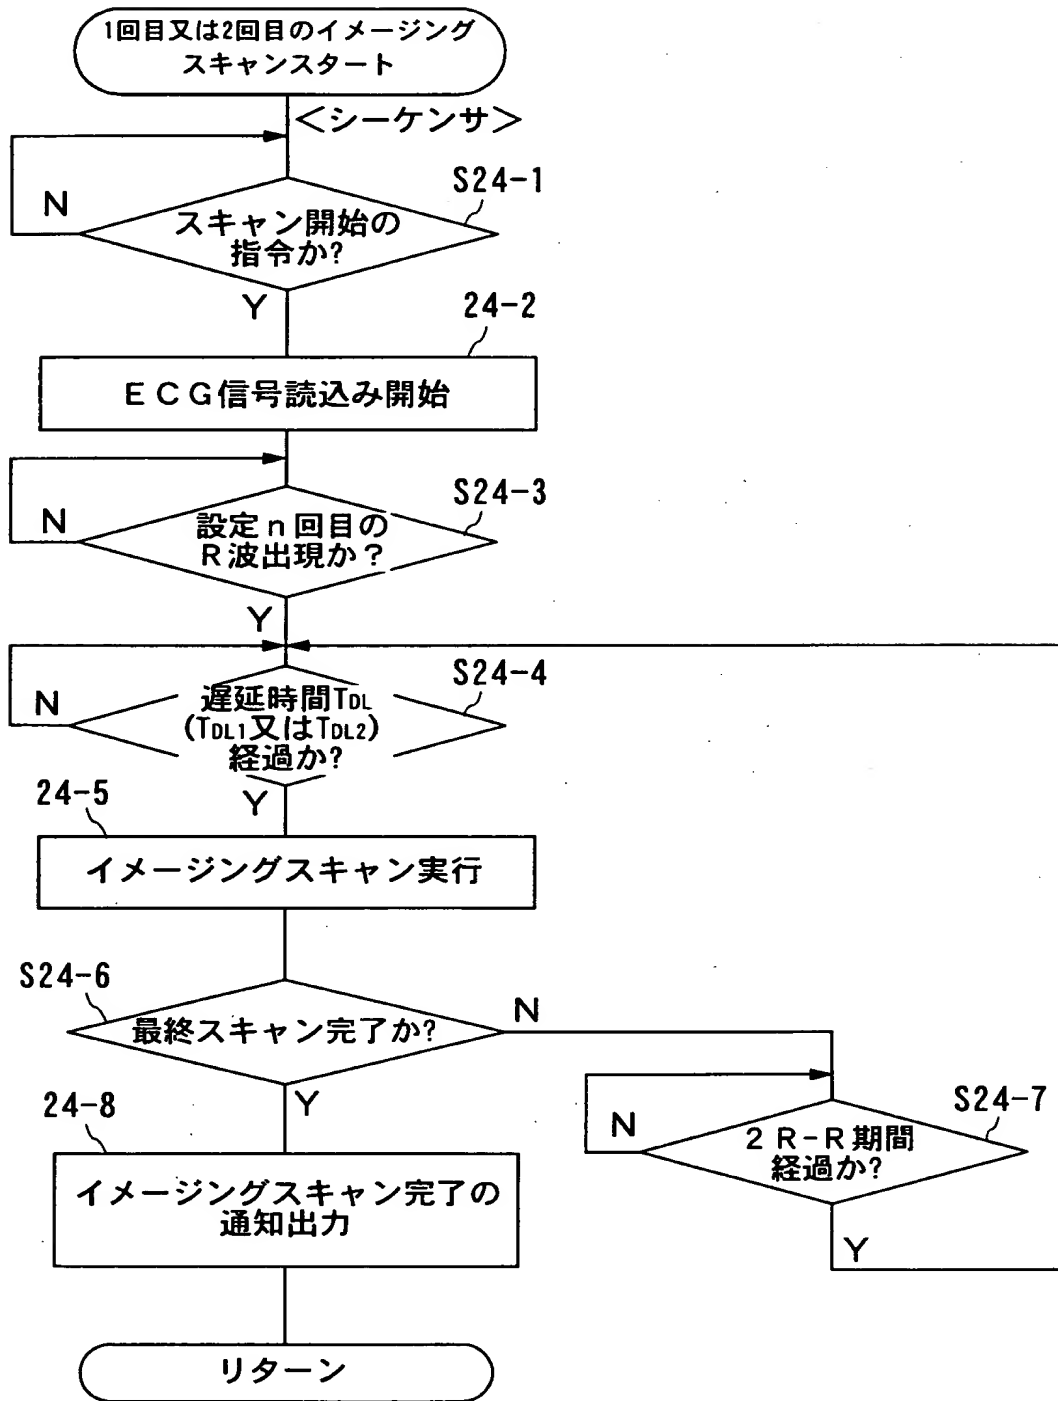 1回目又は2回目のイメージング
スキャンスタート
<シーケンサ>
N
S24-1
スキャン開始の
指令か?
Y
24-2
ECG信号読込み開始
N
S24-3
設定n回目の
R波出現か?
Y
N
S24-4
遅延時間TDL
(TDL1又はTDL2)
経過か?
Y
24-5
イメージングスキャン実行
S24-6
最終スキャン完了か?
N
Y
S24-7
N
2R-R期間
経過か?
Y
24-8
イメージングスキャン完了の
通知出力
リターン